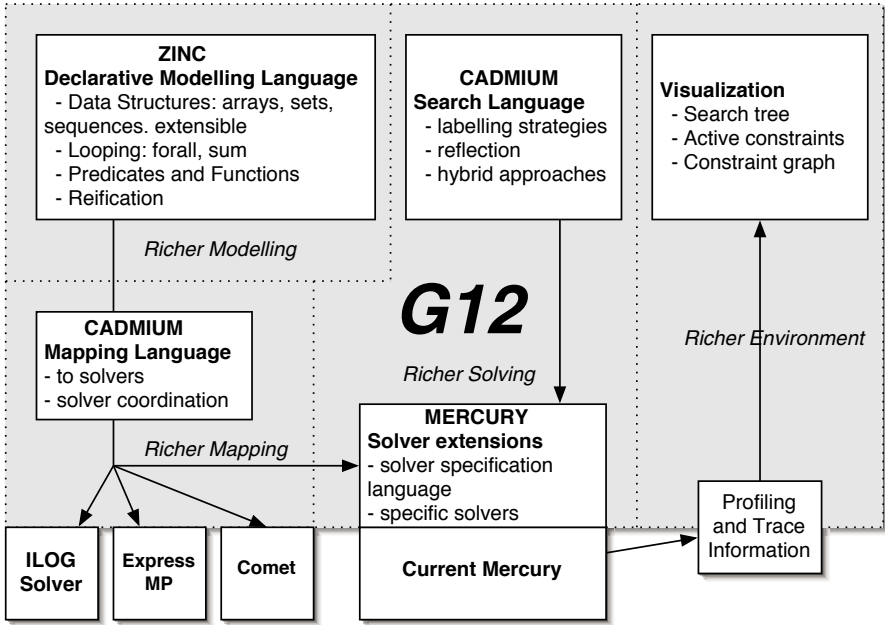 ZINC
Declarative Modelling Language
- Data Structures: arrays, sets,
sequences. extensible
- Looping: forall, sum
- Predicates and Functions
- Reification
CADMIUM
Search Language
- labelling strategies
- reflection
- hybrid approaches
Visualization
- Search tree
- Active constraints
- Constraint graph
Richer Modelling
G12
CADMIUM
Mapping Language
- to solvers
- solver coordination
Richer Solving
Richer Environment
MERCURY
Solver extensions
- solver specification
language
- specific solvers
Richer Mapping
Profiling
and Trace
Information
ILOG
Solver
Express
MP
Comet
Current Mercury